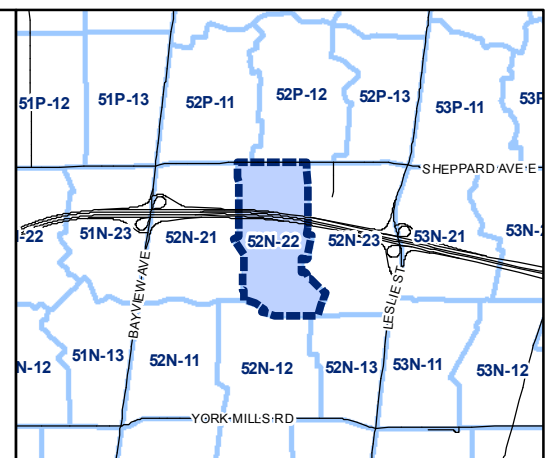 51P-12
51P-13
52P-11
52P-12
52P-13
53P-11
53P
SHEPPARD AVE E
-22
51N-23
52N-21
52N-22
52N-23
53N-21
53N-2
BAYVIEW AVE
LESLIE ST
N-12
51N-13
52N-11
52N-12
52N-13
53N-11
53N-12
YORK MILLS RD